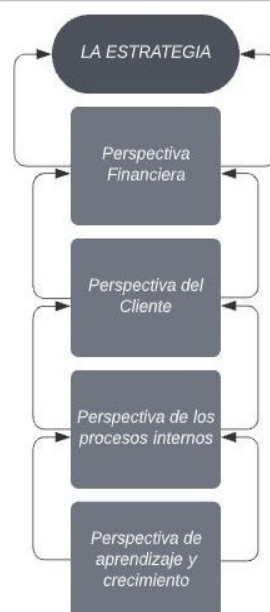 LA ESTRATEGIA
Perspectiva
Financiera
Perspectiva del
Cliente
Perspectiva de los
procesos internos
Perspectiva de
aprendizaje y
crecimiento